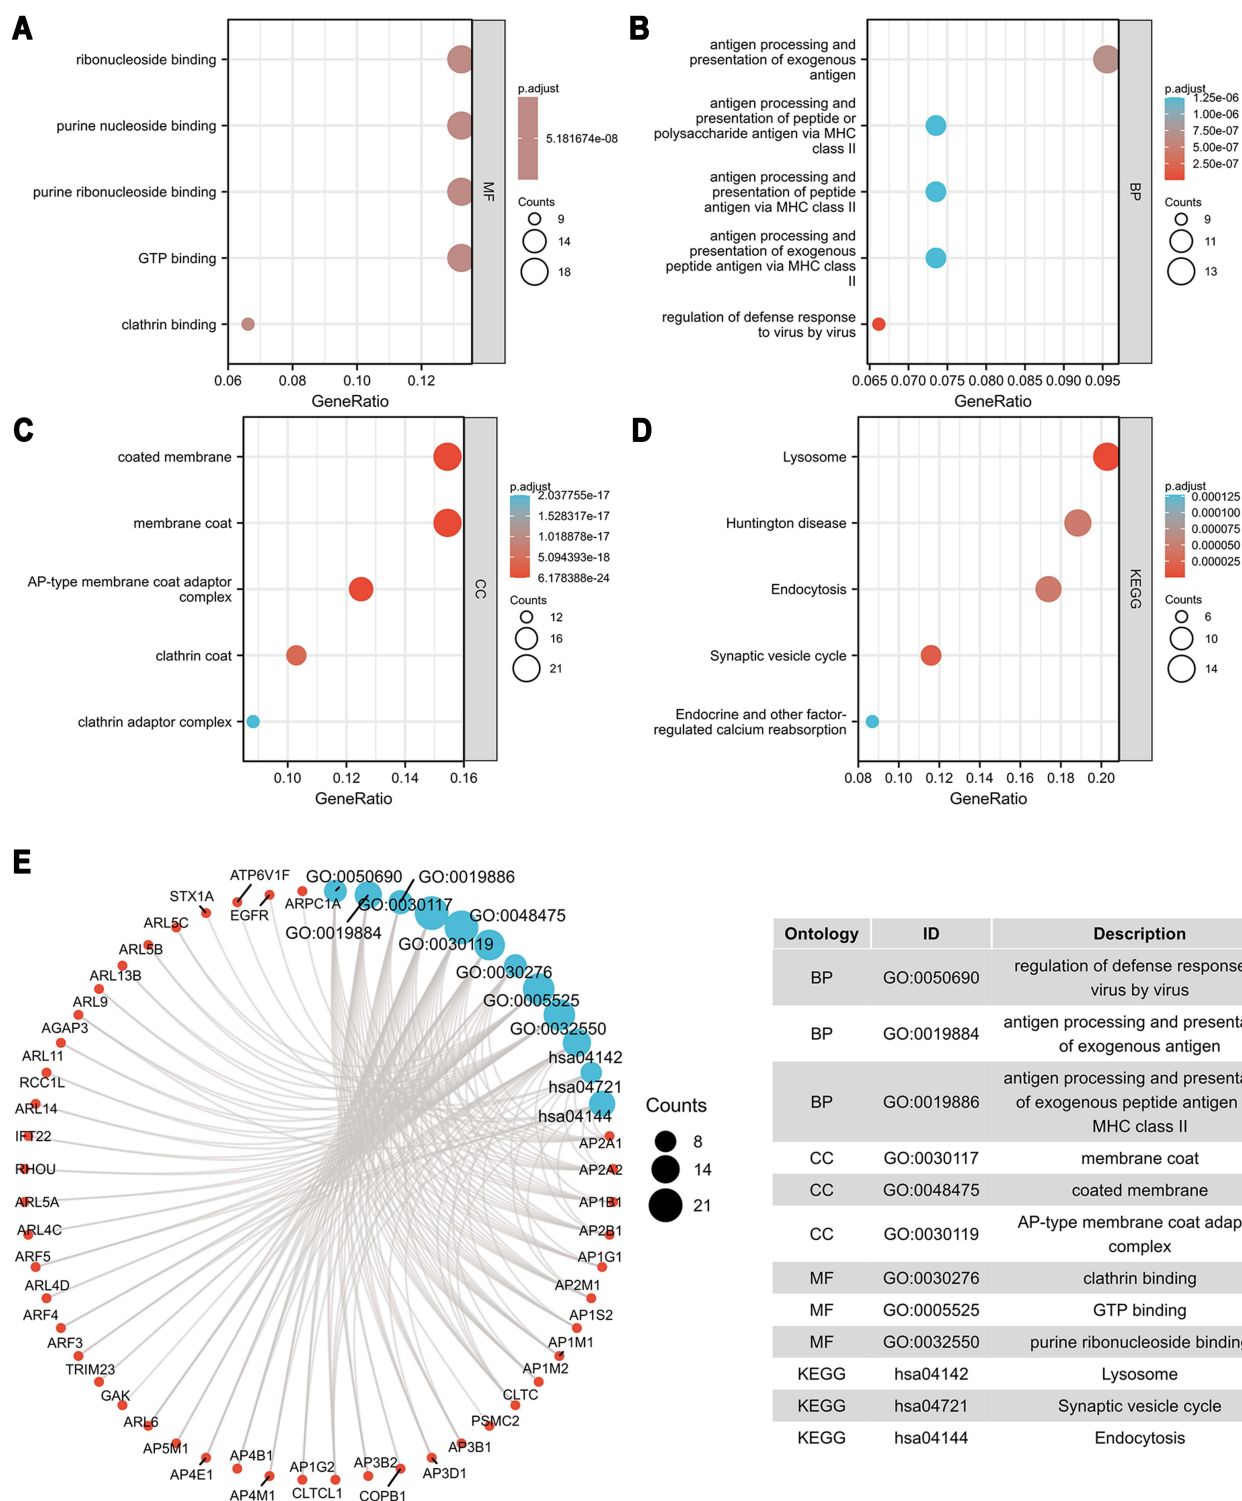 A
ribonucleoside binding
purine nucleoside binding
purine ribonucleoside binding
GTP binding
clathrin binding
0.06 0.08 0.10 0.12
GeneRatio
MF
p.adjust
5.181674e-08
Counts
9
14
18
B
antigen processing and
presentation of exogenous
antigen
antigen processing and
presentation of peptide or
polysaccharide antigen via MHC
class II
antigen processing and
presentation of peptide
antigen via MHC class II
antigen processing and
presentation of exogenous
peptide antigen via MHC class
II
regulation of defense response
to virus by virus
0.065 0.070 0.075 0.080 0.085 0.090 0.095
GeneRatio
BP
p.adjust
1.25e-06
1.00e-06
7.50e-07
5.00e-07
2.50e-07
Counts
9
11
13
C
coated membrane
membrane coat
AP-type membrane coat adaptor
complex
clathrin coat
clathrin adaptor complex
0.10 0.12 0.14 0.16
GeneRatio
CC
p.adjust
2.037755e-17
1.528317e-17
1.018878e-17
5.094393e-18
6.178388e-24
Counts
12
16
21
D
Lysosome
Huntington disease
Endocytosis
Synaptic vesicle cycle
Endocrine and other factor-
regulated calcium reabsorption
0.08 0.10 0.12 0.14 0.16 0.18 0.20
GeneRatio
KEGG
p.adjust
0.000125
0.000100
0.000075
0.000050
0.000025
Counts
6
10
14
E
GO:0050690
GO:0019886
GO:0030117
GO:0019884
GO:0048475
GO:0030119
GO:0030276
GO:0005525
GO:0032550
hsa04142
hsa04721
hsa04144
AP2A1
AP2A2
AP1B1
AP2B1
AP1G1
AP2M1
AP1S2
AP1M1
AP1M2
CLTC
PSMC2
AP3B1
AP3D1
AP3B2
COPB1
AP1G2
CLTCL1
AP4B1
AP4M1
AP4E1
AP5M1
ARL6
GAK
TRIM23
ARF3
ARF4
ARL4D
ARF5
ARL4C
ARL5A
RHOU
IFT22
ARL14
RCC1L
ARL11
AGAP3
ARL9
ARL13B
ARL5B
ARL5C
STX1A
ATP6V1F
EGFR
ARPC1A
Counts
8
14
21
Ontology ID Description
BP GO:0050690 regulation of defense response
virus by virus
BP GO:0019884 antigen processing and presenta
of exogenous antigen
BP GO:0019886 antigen processing and presenta
of exogenous peptide antigen
MHC class II
CC GO:0030117 membrane coat
CC GO:0048475 coated membrane
CC GO:0030119 AP-type membrane coat adap
complex
MF GO:0030276 clathrin binding
MF GO:0005525 GTP binding
MF GO:0032550 purine ribonucleoside binding
KEGG hsa04142 Lysosome
KEGG hsa04721 Synaptic vesicle cycle
KEGG hsa04144 Endocytosis